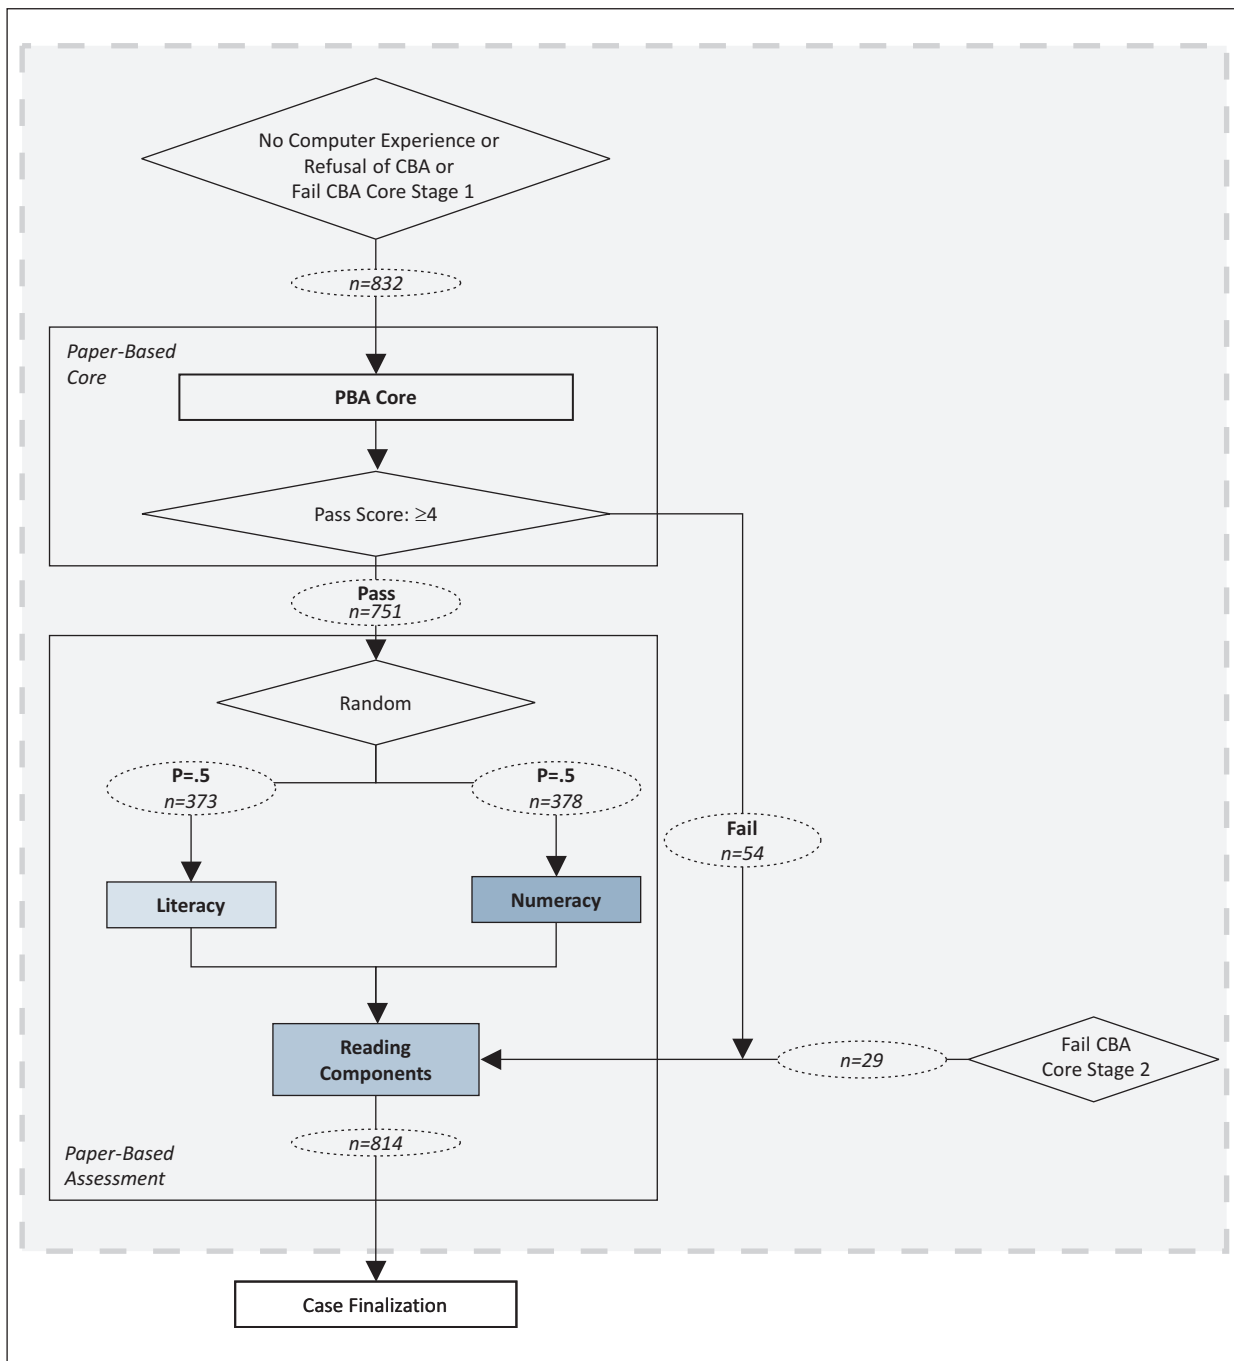 No Computer Experience or
Refusal of CBA or
Fail CBA Core Stage 1
n=832
Paper-Based
Core
PBA Core
Pass Score: ≥4
Pass
n=751
Random
P=.5
n=373
P=.5
n=378
Fail
n=54
Literacy
Numeracy
Reading
Components
n=29
Fail CBA
Core Stage 2
n=814
Paper-Based
Assessment
Case Finalization